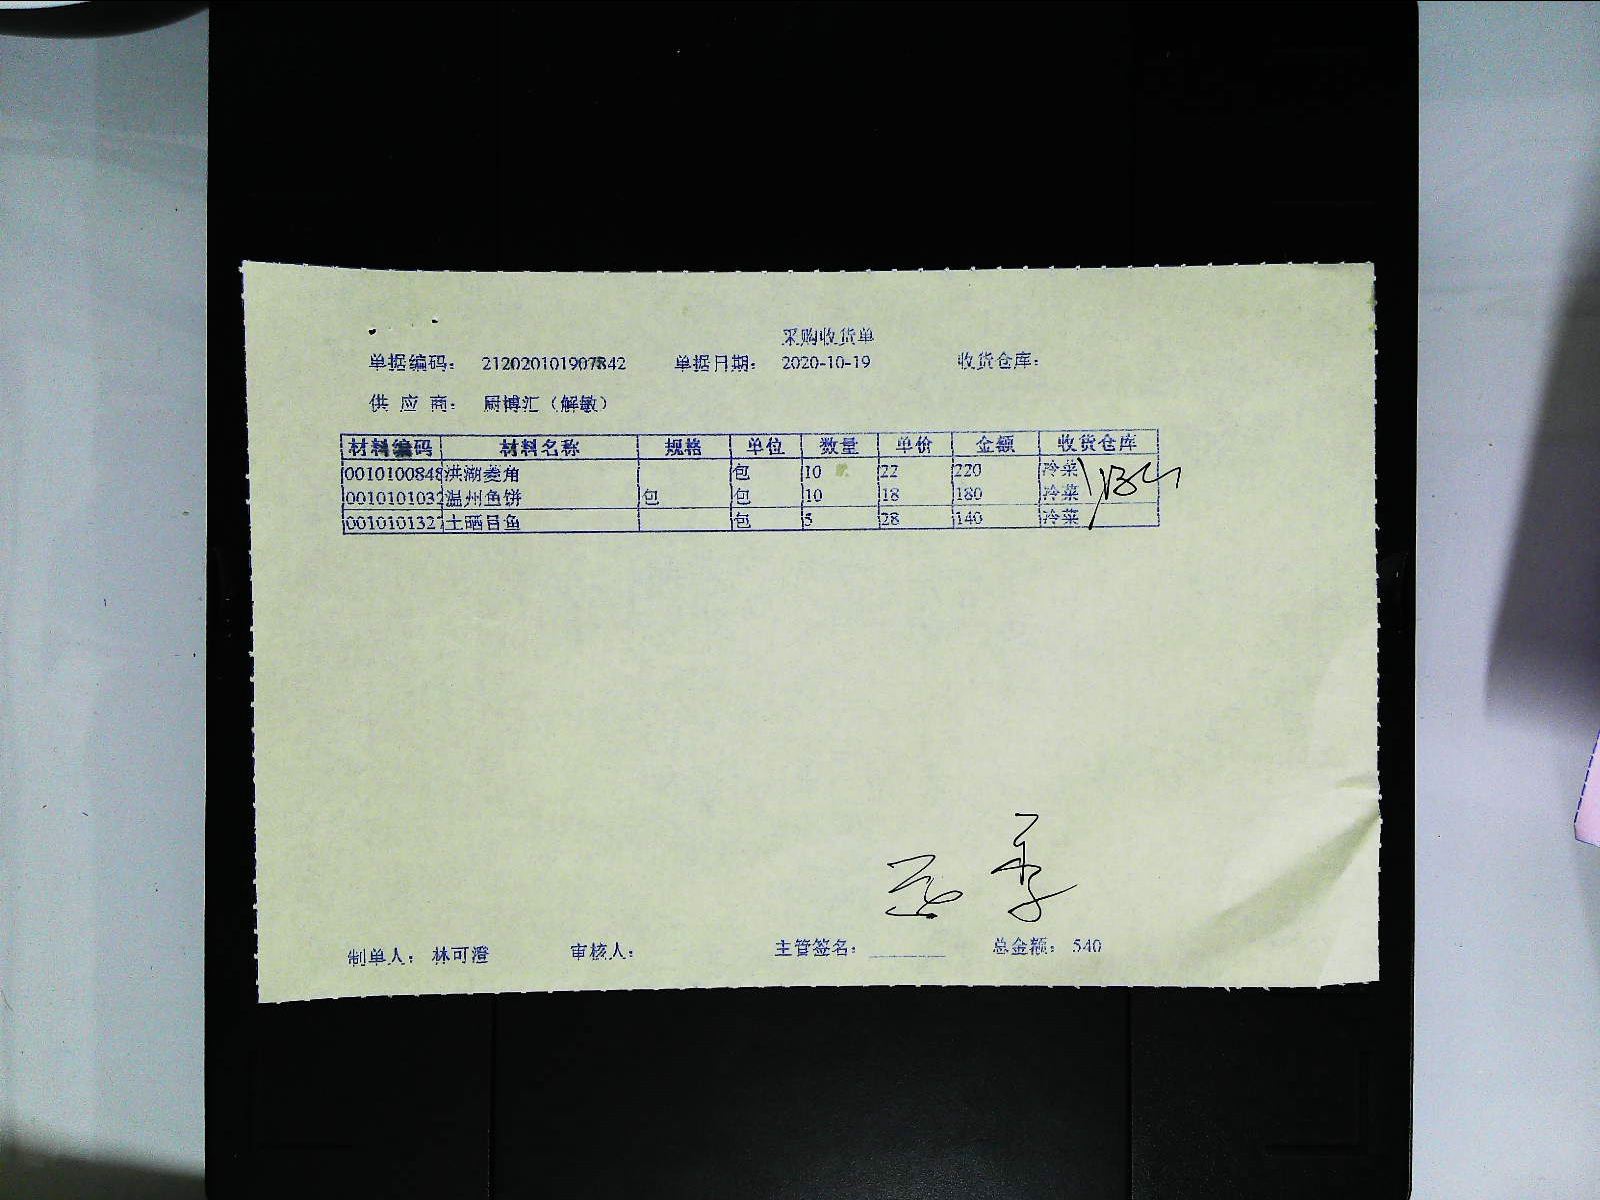 采购收货单
单据编码： 212020101907842 单据日期： 2020-10-19 收货仓库：
供 应 商： 厨博汇（解敏）
材料编码 材料名称 规格 单位 数量 单价 金额 收货仓库
0010100848 洪湖菱角 包 10 22 220 冷菜
0010101032 温州鱼饼 包 包 10 18 180 冷菜
0010101327 土晒目鱼 包 5 28 140 冷菜
制单人： 林可澄 审核人： 主管签名： 总金额： 540